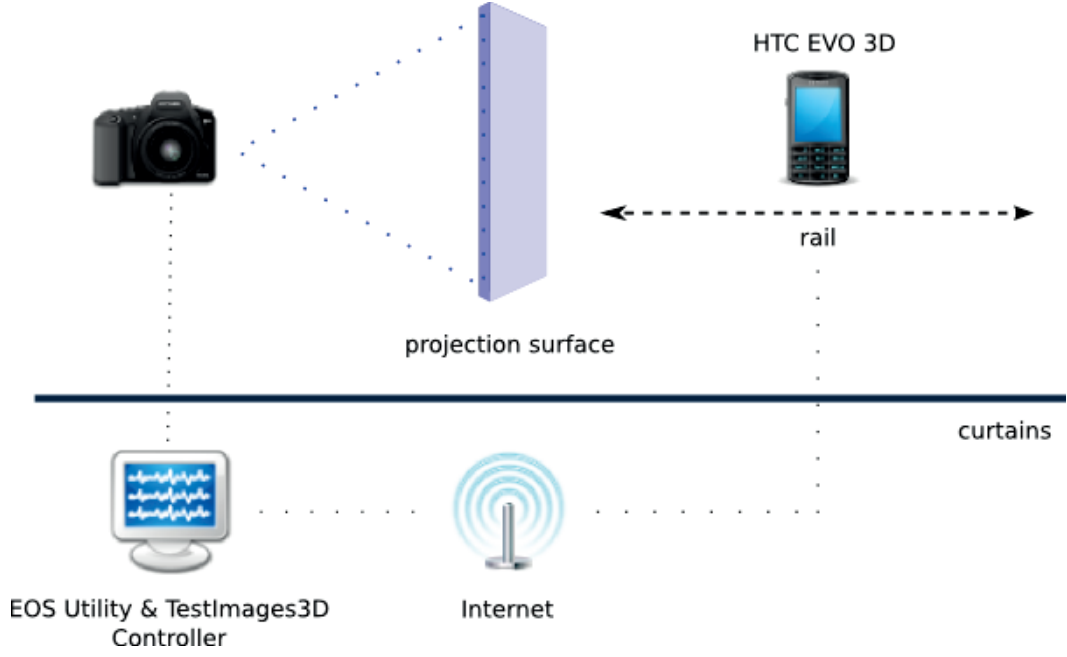 HTC EVO 3D
rail
projection surface
curtains
EOS Utility & TestImages3D
Controller
Internet